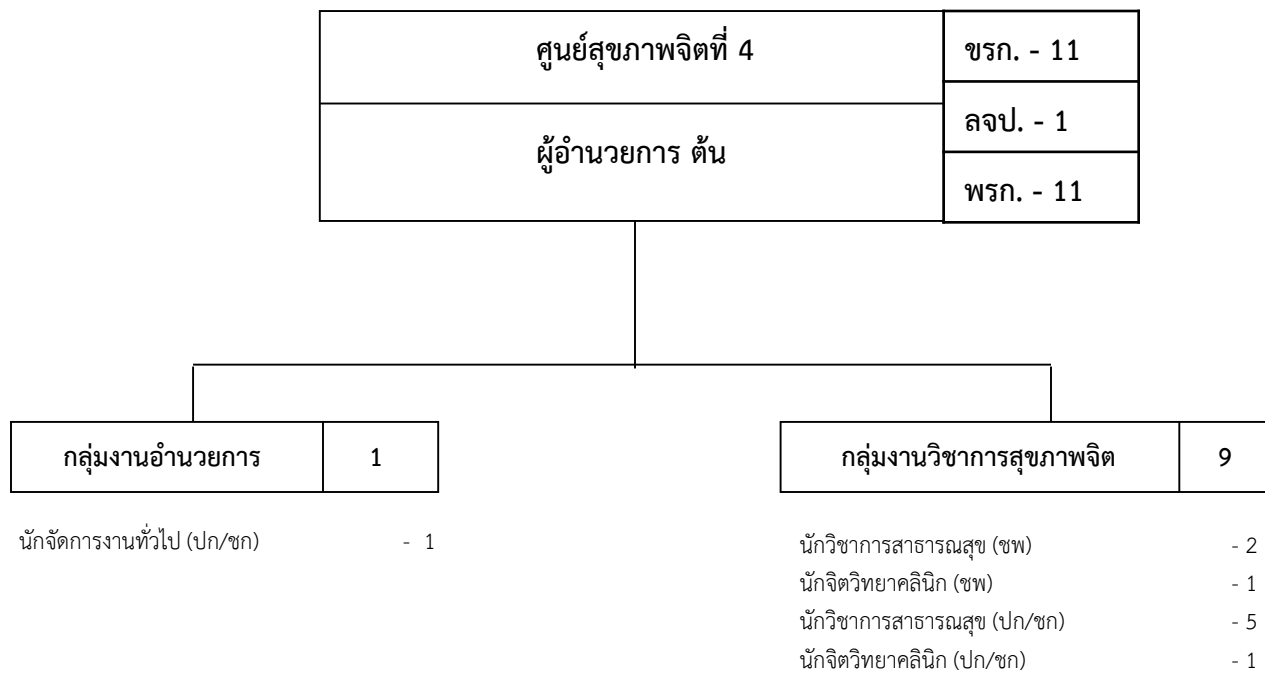 ศูนย์สุขภาพจิตที่ 4
ขรก. - 11
ลจป. - 1
ผู้อำนวยการ ต้น
พรก. - 11
กลุ่มงานอำนวยการ 1
นักจัดการงานทั่วไป (ปก/ชก) - 1
กลุ่มงานวิชาการสุขภาพจิต 9
นักวิชาการสาธารณสุข (ชพ) - 2
นักจิตวิทยาคลินิก (ชพ) - 1
นักวิชาการสาธารณสุข (ปก/ชก) - 5
นักจิตวิทยาคลินิก (ปก/ชก) - 1